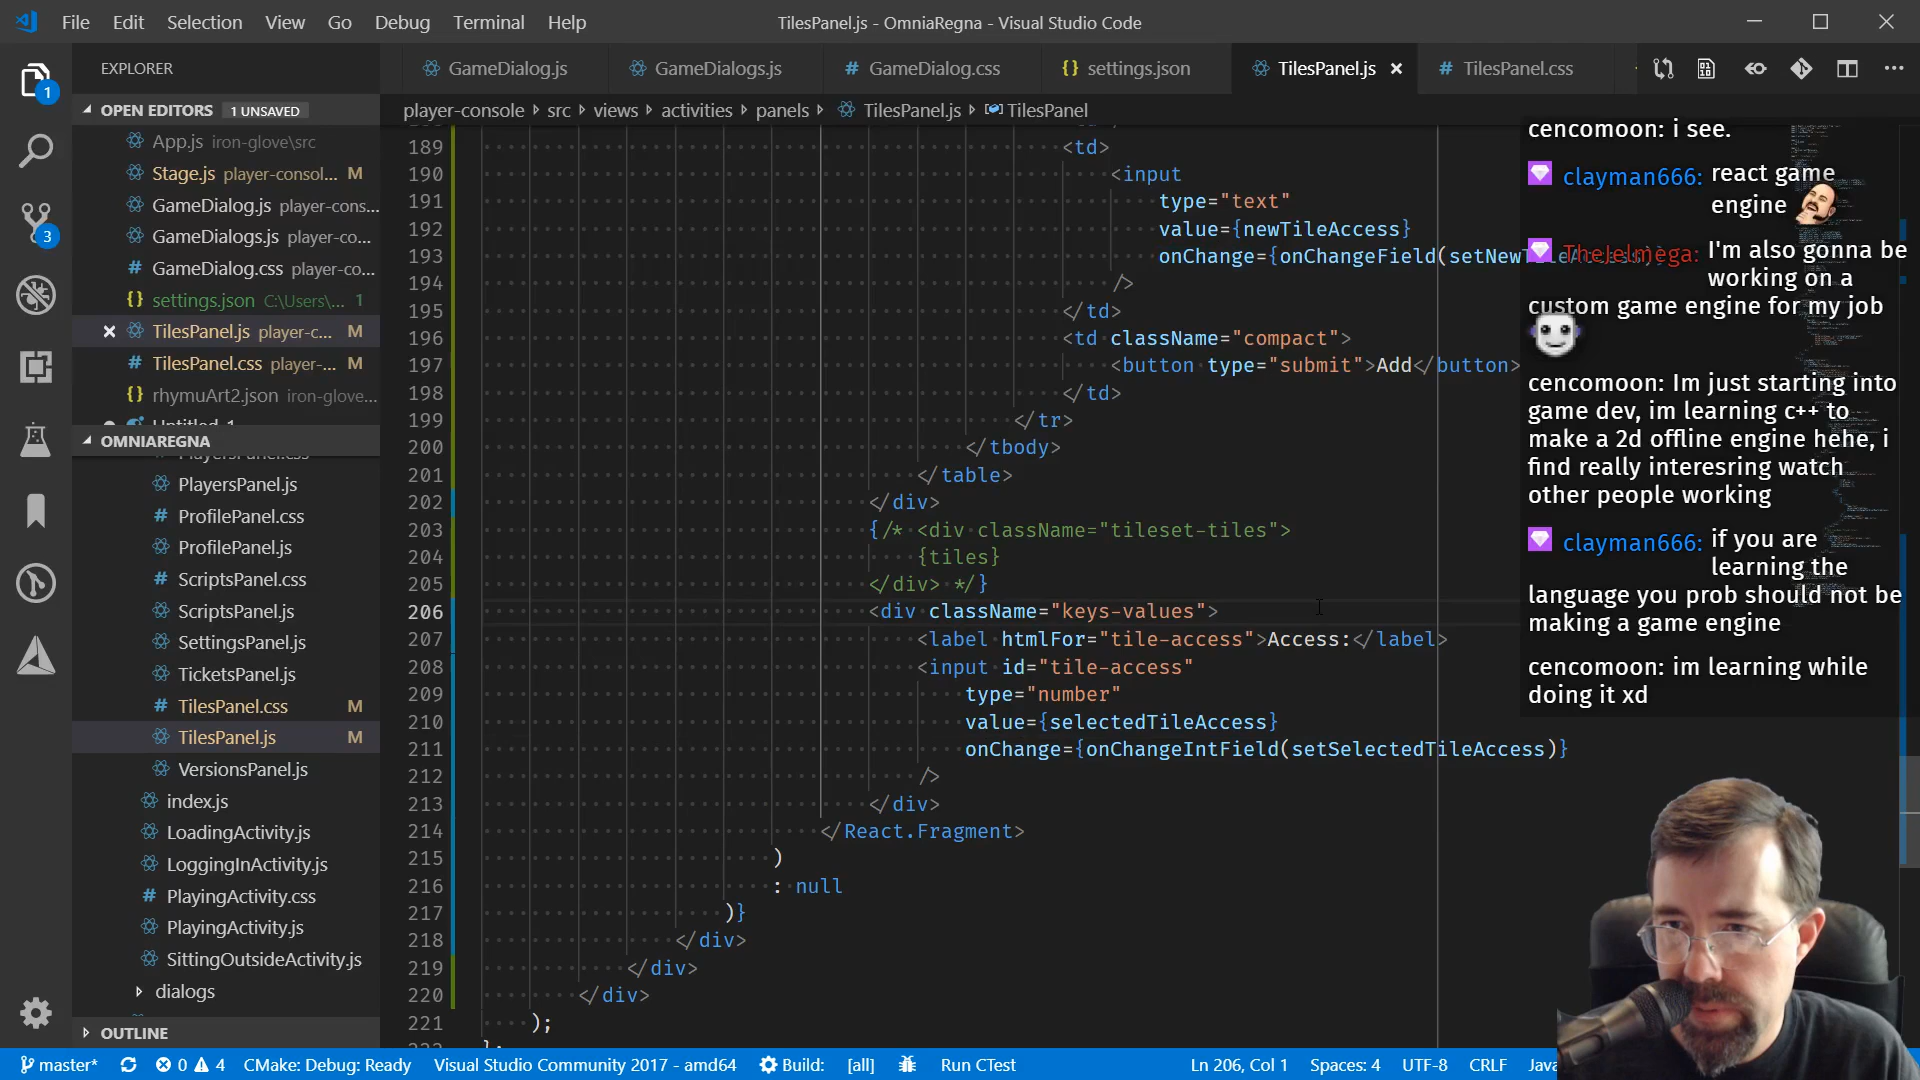 File Edit Selection View Go Debug Terminal Help
TilesPanel.js - OmniaRegna - Visual Studio Code
EXPLORER
GameDialog.js
GameDialogs.js
# GameDialog.css
{} settings.json
TilesPanel.js ×
# TilesPanel.css
player-console src views activities panels TilesPanel.js TilesPanel
OPEN EDITORS 1 UNSAVED
App.js iron-glove\src
Stage.js player-consol... M
GameDialog.js player-cons...
GameDialogs.js player-co...
# GameDialog.css player-co...
{} settings.json C:\Users\... 1
× TilesPanel.js player-c... M
# TilesPanel.css player-... M
{} rhymuArt2.json iron-glove...
OMNIAREGNA
PlayersPanel.js
# ProfilePanel.css
ProfilePanel.js
# ScriptsPanel.css
ScriptsPanel.js
SettingsPanel.js
TicketsPanel.js
# TilesPanel.css M
TilesPanel.js M
VersionsPanel.js
index.js
LoadingActivity.js
LoggingInActivity.js
# PlayingActivity.css
PlayingActivity.js
SittingOutsideActivity.js
dialogs
OUTLINE
1
3
189 <td>
190 <input
191 type="text"
192 value={newTileAccess}
193 onChange={onChangeField(setNew
194 />
195 </td>
196 <td className="compact">
197 <button type="submit">Add</button>
198 </td>
199 </tr>
200 </tbody>
201 </table>
202 </div>
203 {/* <div className="tileset-tiles">
204 {tiles}
205 </div> */}
206 <div className="keys-values">
207 <label htmlFor="tile-access">Access:</label>
208 <input id="tile-access"
209 type="number"
210 value={selectedTileAccess}
211 onChange={onChangeIntField(setSelectedTileAccess)}
212 />
213 </div>
214 </React.Fragment>
215 )
216 : null
217 )}
218 </div>
219 </div>
220 </div>
221 );
cencomoon: i see.
clayman666: react game
engine
TheJelmega: I'm also gonna be
working on a
custom game engine for my job
cencomoon: Im just starting into
game dev, im learning c++ to
make a 2d offline engine hehe, i
find really interesring watch
other people working
clayman666: if you are
learning the
language you prob should not be
making a game engine
cencomoon: im learning while
doing it xd
master* 0 4 CMake: Debug: Ready Visual Studio Community 2017 - amd64 Build: [all] Run CTest Ln 206, Col 1 Spaces: 4 UTF-8 CRLF